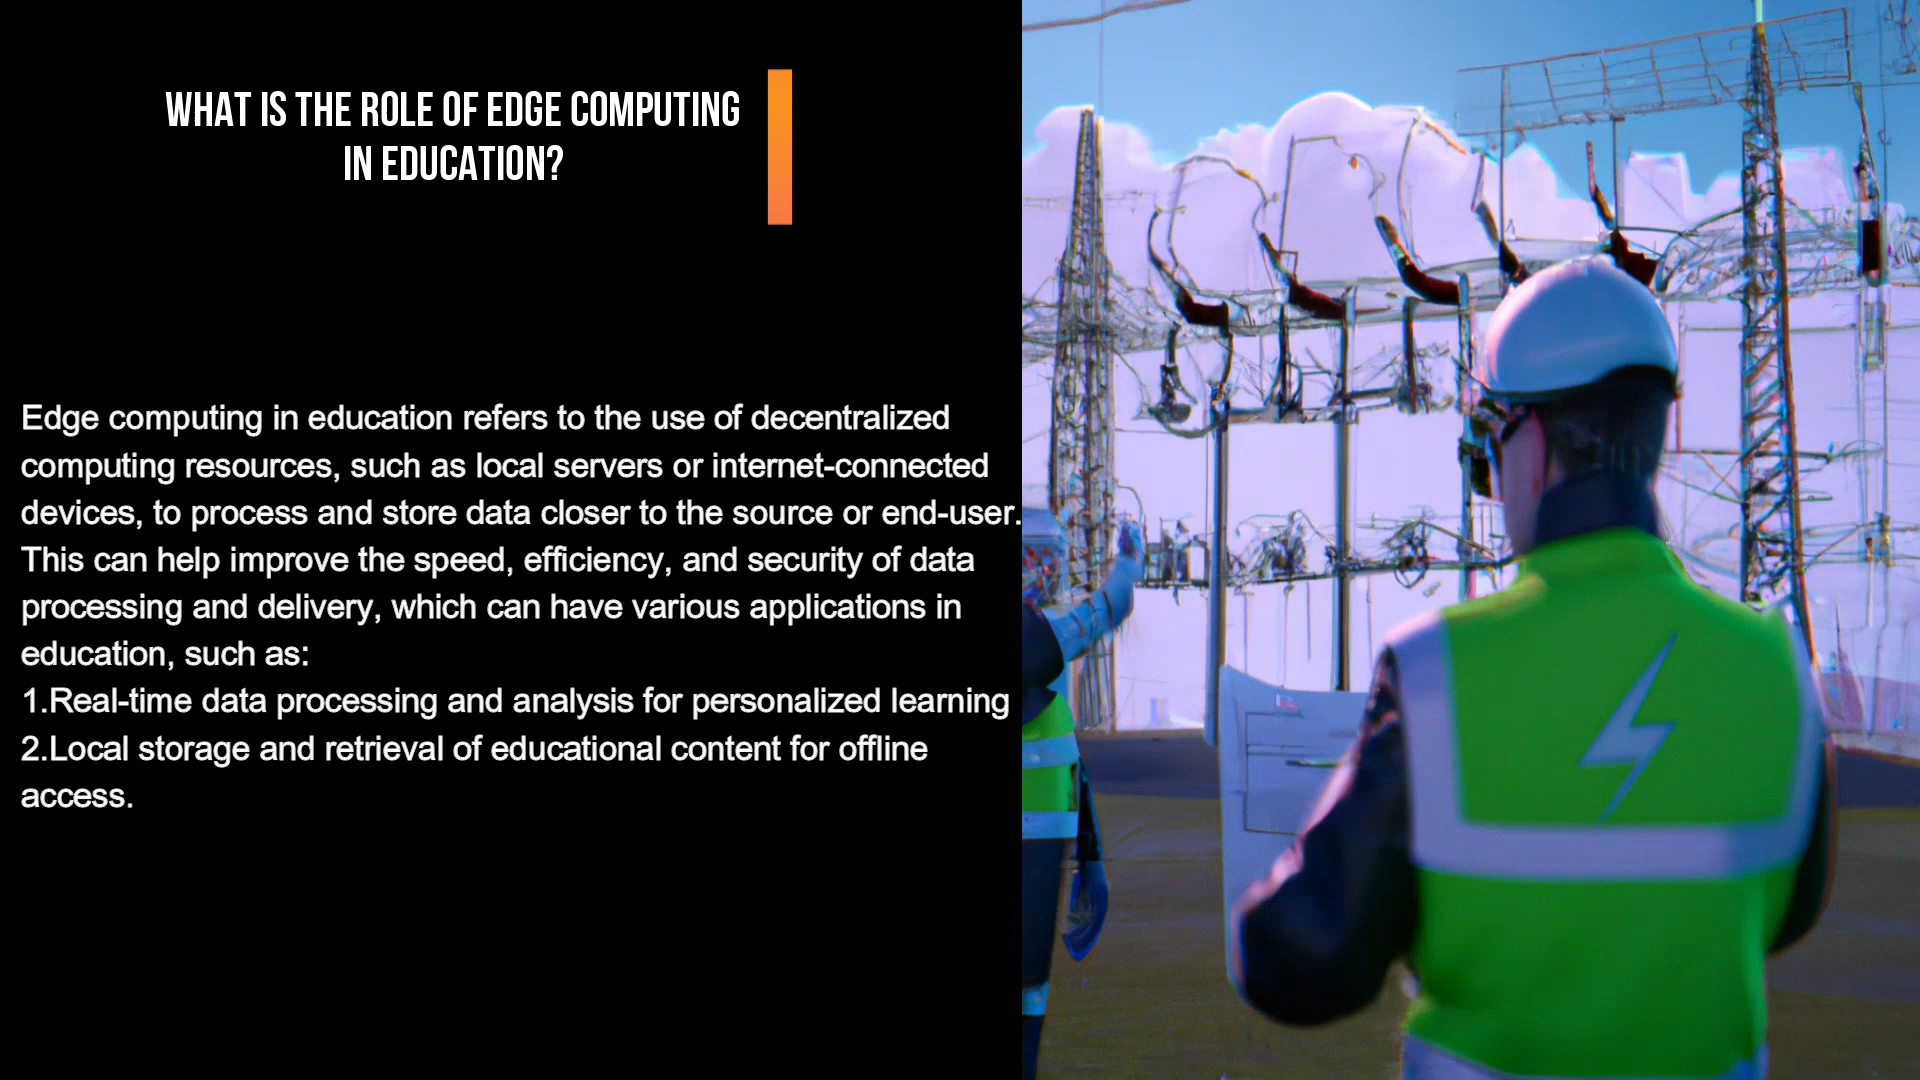 WHAT IS THE ROLE OF EDGE COMPUTING
IN EDUCATION?
Edge computing in education refers to the use of decentralized
computing resources, such as local servers or internet-connected
devices, to process and store data closer to the source or end-user.
This can help improve the speed, efficiency, and security of data
processing and delivery, which can have various applications in
education, such as:
1.Real-time data processing and analysis for personalized learning
2.Local storage and retrieval of educational content for offline
access.